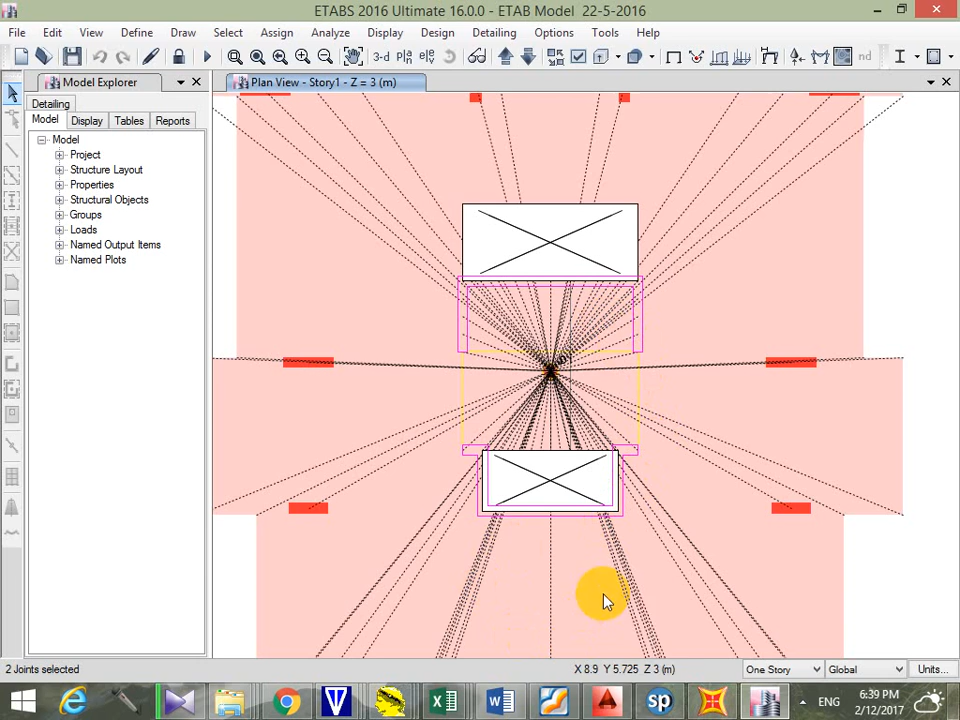 ETABS 2016 Ultimate 16.0.0 - ETAB Model  22-5-2016
File Edit View Define Draw Select Assign Analyze Display Design Detailing Options Tools Help
3-d plan nd
Model Explorer
Plan View - Story1 - Z = 3 (m)
Detailing
Model Display Tables Reports
Model
Project
Structure Layout
Properties
Structural Objects
Groups
Loads
Named Output Items
Named Plots
2 Joints selected
X 8.9  Y 5.725  Z 3 (m)
One Story
Global
Units...
ENG
6:39 PM
2/12/2017